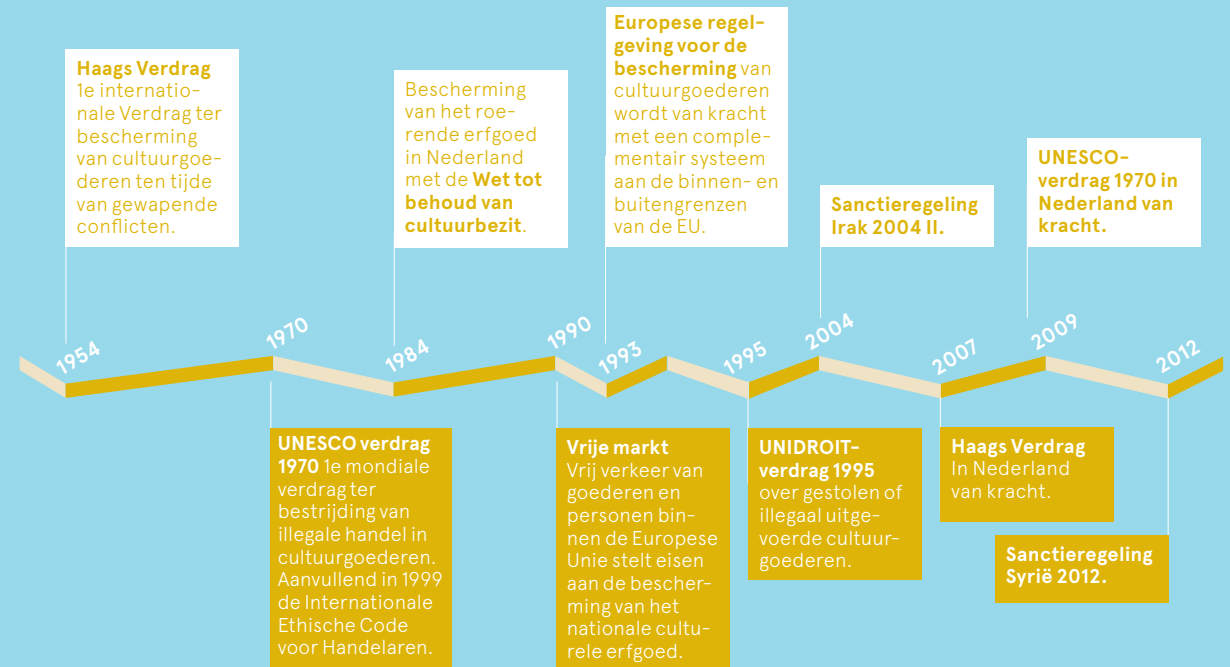 Haags Verdrag
1e internatio-
nale Verdrag ter
bescherming
van cultuurgoe-
deren ten tijde
van gewapende
conflicten.
Bescherming
van het roe-
rende erfgoed
in Nederland
met de Wet tot
behoud van
cultuurbezit.
Europese regel-
geving voor de
bescherming van
cultuurgoederen
wordt van kracht
met een comple-
mentair systeem
aan de binnen- en
buitengrenzen
van de EU.
Sanctieregeling
Irak 2004 II.
UNESCO-
verdrag 1970 in
Nederland van
kracht.
1954
1970
1984
1990
1993
1995
2004
2007
2009
2012
UNESCO verdrag
1970 1e mondiale
verdrag ter
bestrijding van
illegale handel in
cultuurgoederen.
Aanvullend in 1999
de Internationale
Ethische Code
voor Handelaren.
Vrije markt
Vrij verkeer van
goederen en
personen bin-
nen de Europese
Unie stelt eisen
aan de bescher-
ming van het
nationale cultu-
rele erfgoed.
UNIDROIT-
verdrag 1995
over gestolen of
illegaal uitge-
voerde cultuur-
goederen.
Haags Verdrag
In Nederland
van kracht.
Sanctieregeling
Syrië 2012.